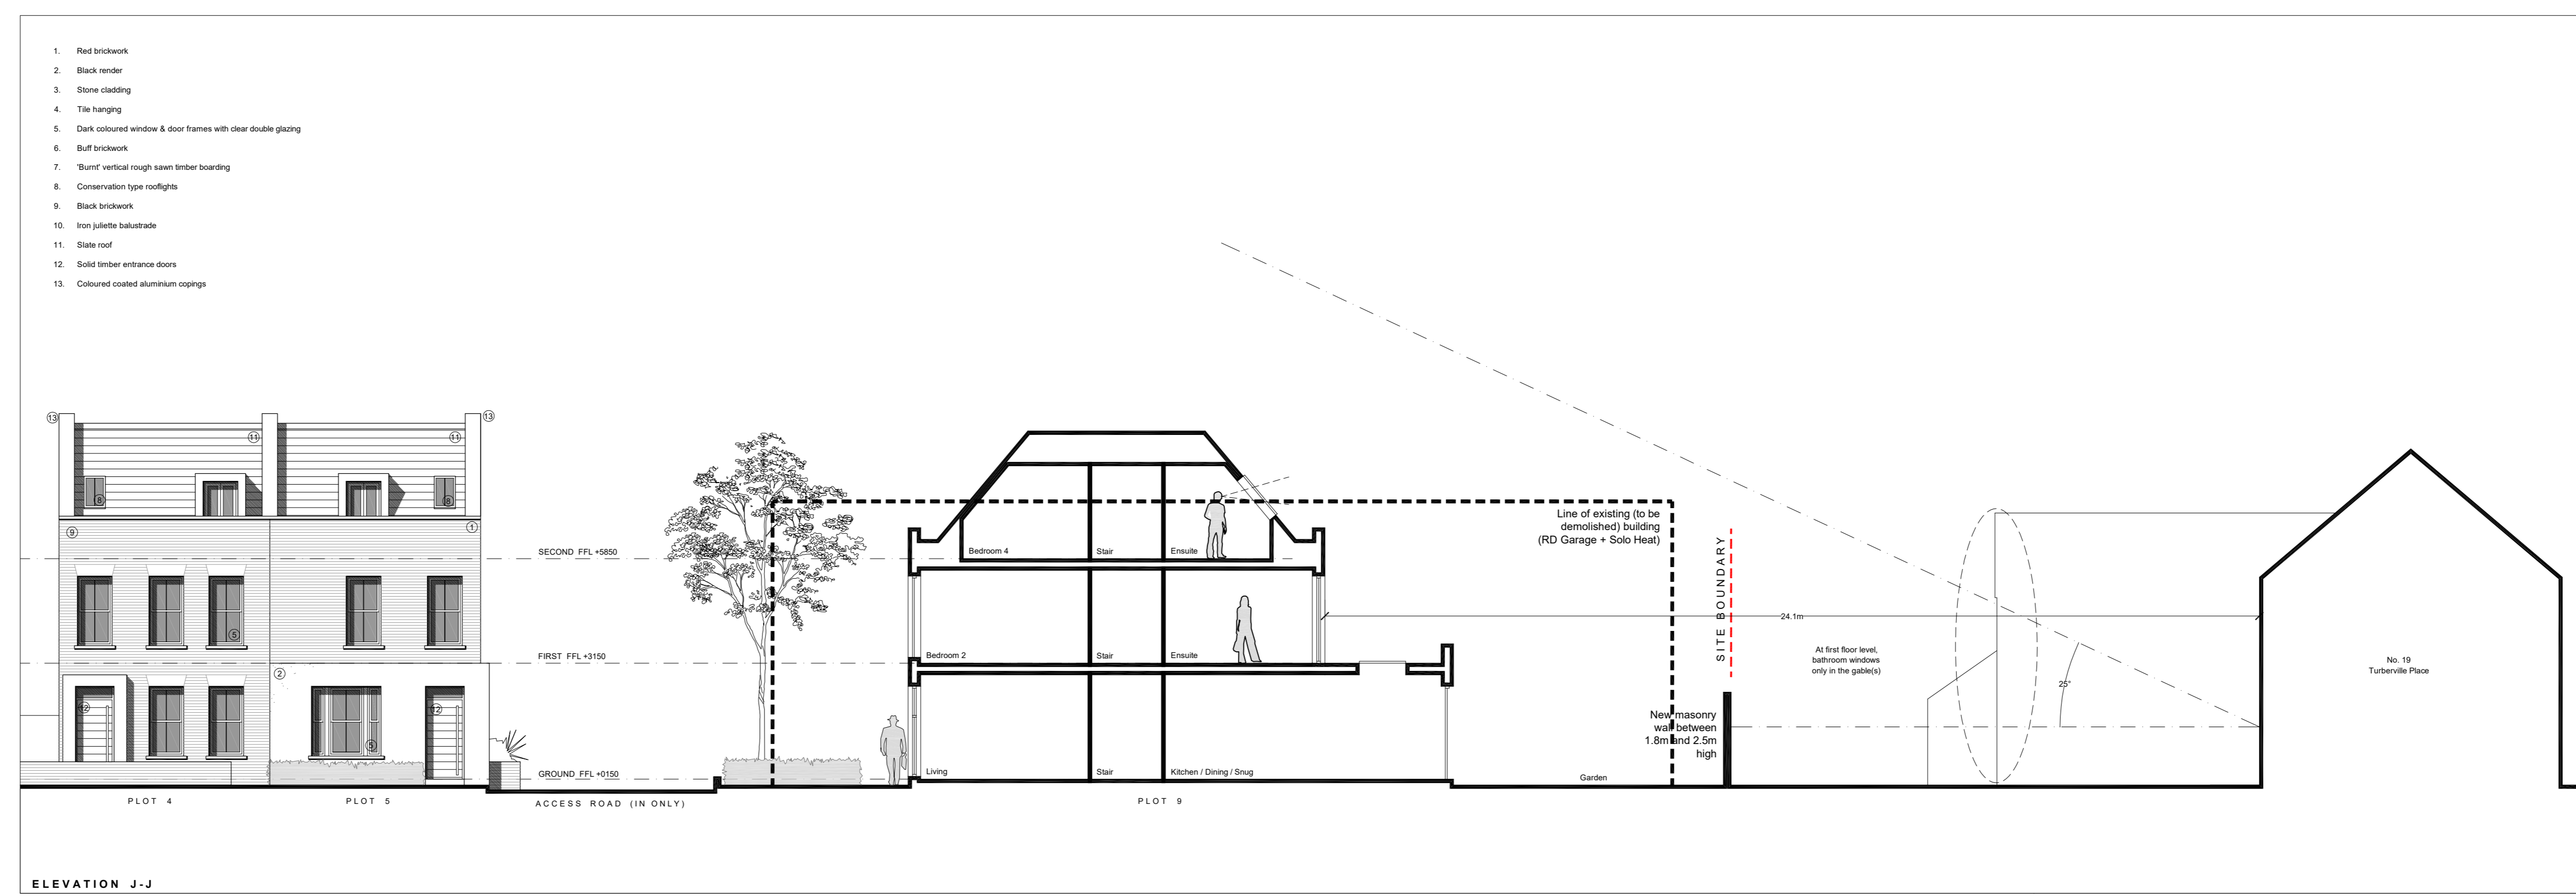 1. Red brickwork
2. Black render
3. Stone cladding
4. Tile hanging
5. Dark coloured window & door frames with clear double glazing
6. Buff brickwork
7. 'Burnt' vertical rough sawn timber boarding
8. Conservation type rooflights
9. Black brickwork
10. Iron juliette balustrade
11. Slate roof
12. Solid timber entrance doors
13. Coloured coated aluminium copings
13
13
11
11
8
8
9
1
5
2
12
12
5
SECOND FFL +5850
FIRST FFL +3150
GROUND FFL +0150
Bedroom 4
Stair
Ensuite
Bedroom 2
Stair
Ensuite
Living
Stair
Kitchen / Dining / Snug
Line of existing (to be
demolished) building
(RD Garage + Solo Heat)
SITE BOUNDARY
24.1m
At first floor level,
bathroom windows
only in the gable(s)
25°
No. 19
Turberville Place
New masonry
wall between
1.8m and 2.5m
high
Garden
PLOT 4
PLOT 5
ACCESS ROAD (IN ONLY)
PLOT 9
ELEVATION J-J